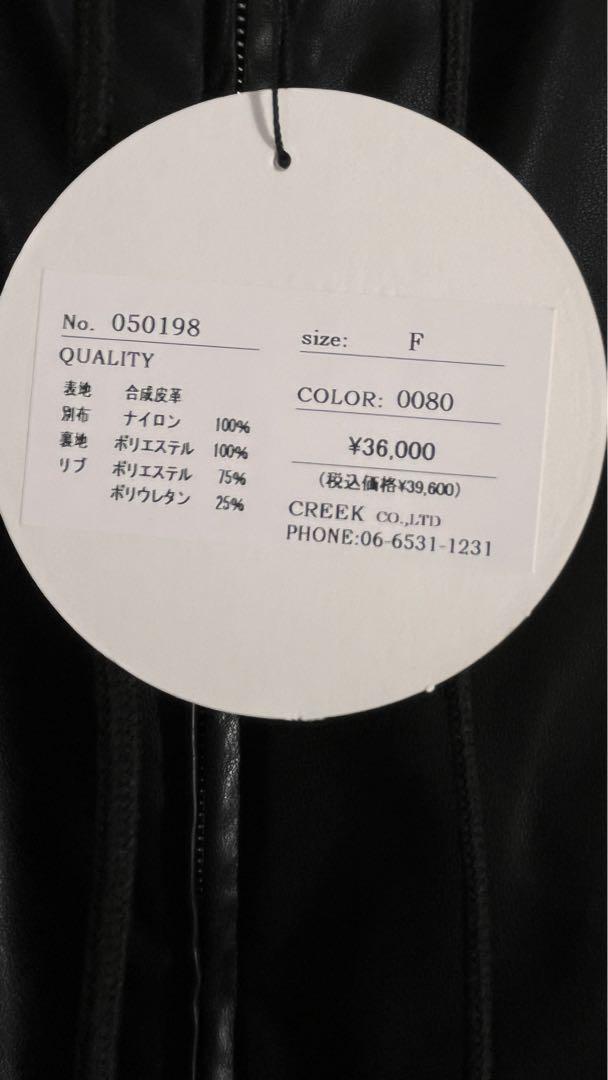 No. 050198
QUALITY
表地 合成皮革
別布 ナイロン 100%
裏地 ポリエステル 100%
リブ ポリエステル 75%
ポリウレタン 25%
size: F
COLOR: 0080
¥36,000
(税込価格¥39,600)
CREEK CO.,LTD
PHONE:06-6531-1231